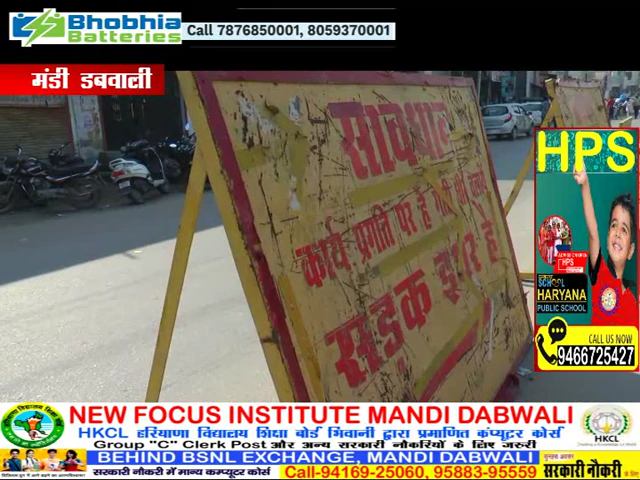 Bhobhia
Batteries
Call 7876850001, 8059370001
मंडी डबवाली
सावधान
कार्य प्रगति पर है
सड़क
है
HPS
HPS
SCHOOL
HARYANA
PUBLIC SCHOOL
CALL US NOW
9466725427
NEW FOCUS INSTITUTE MANDI DABWALI
HKCL हरियाणा विद्यालय शिक्षा बोर्ड भिवानी द्वारा प्रमाणित कंप्यूटर कोर्स
Group "C" Clerk Post और अन्य सरकारी नौकरियों के लिए जरुरी
BEHIND BSNL EXCHANGE, MANDI DABWALI
सरकारी नौकरी में मान्य कम्प्यूटर कोर्स
Call-94169-25060, 95883-95559
HKCL
सरकारी नौकरी